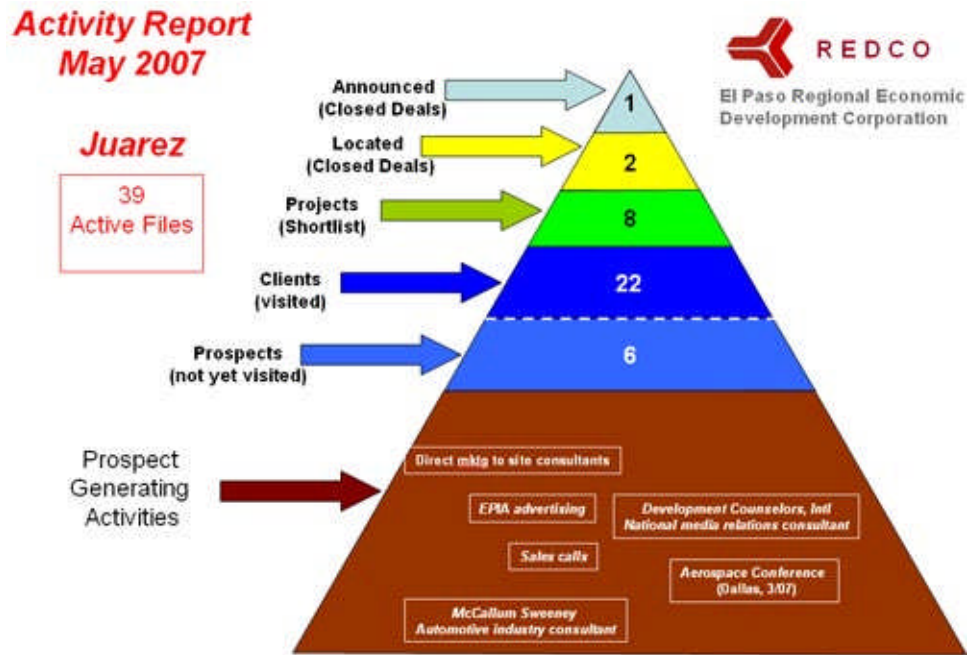 Activity Report
May 2007
REDCO
El Paso Regional Economic
Development Corporation
Juarez
39
Active Files
Announced
(Closed Deals)
1
Located
(Closed Deals)
2
Projects
(Shortlist)
8
Clients
(visited)
22
Prospects
(not yet visited)
6
Prospect
Generating
Activities
Direct mktg to site consultants
EPIA advertising
Development Counselors, Intl
National media relations consultant
Sales calls
Aerospace Conference
(Dallas, 3/07)
McCallum Sweeney
Automotive industry consultant